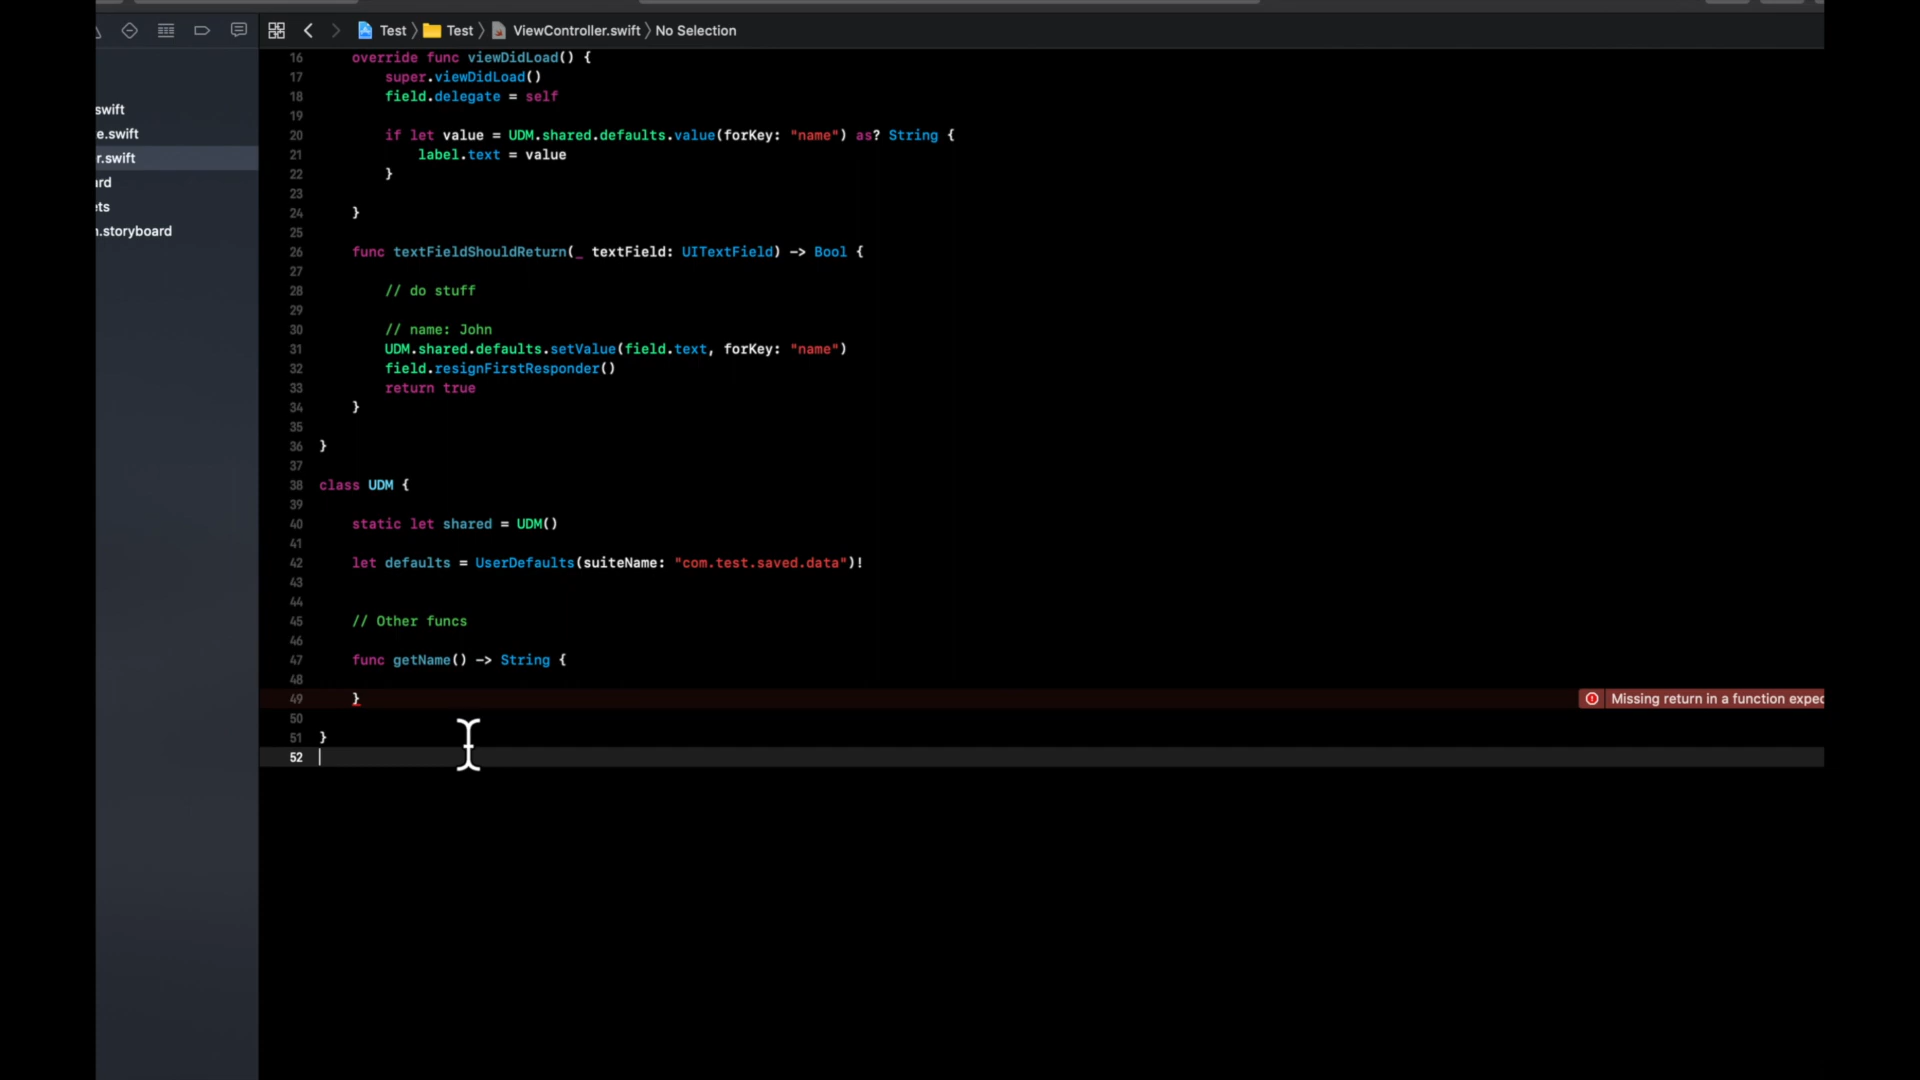 Test
Test
ViewController.swift
No Selection
swift
e.swift
r.swift
rd
ts
.storyboard
16 override func viewDidLoad() {
17 super.viewDidLoad()
18 field.delegate = self
19
20 if let value = UDM.shared.defaults.value(forKey: "name") as? String {
21 label.text = value
22 }
23
24 }
25
26 func textFieldShouldReturn(_ textField: UITextField) -> Bool {
27
28 // do stuff
29
30 // name: John
31 UDM.shared.defaults.setValue(field.text, forKey: "name")
32 field.resignFirstResponder()
33 return true
34 }
35
36 }
37
38 class UDM {
39
40 static let shared = UDM()
41
42 let defaults = UserDefaults(suiteName: "com.test.saved.data")!
43
44
45 // Other funcs
46
47 func getName() -> String {
48
49 } Missing return in a function expec
50
51 }
52